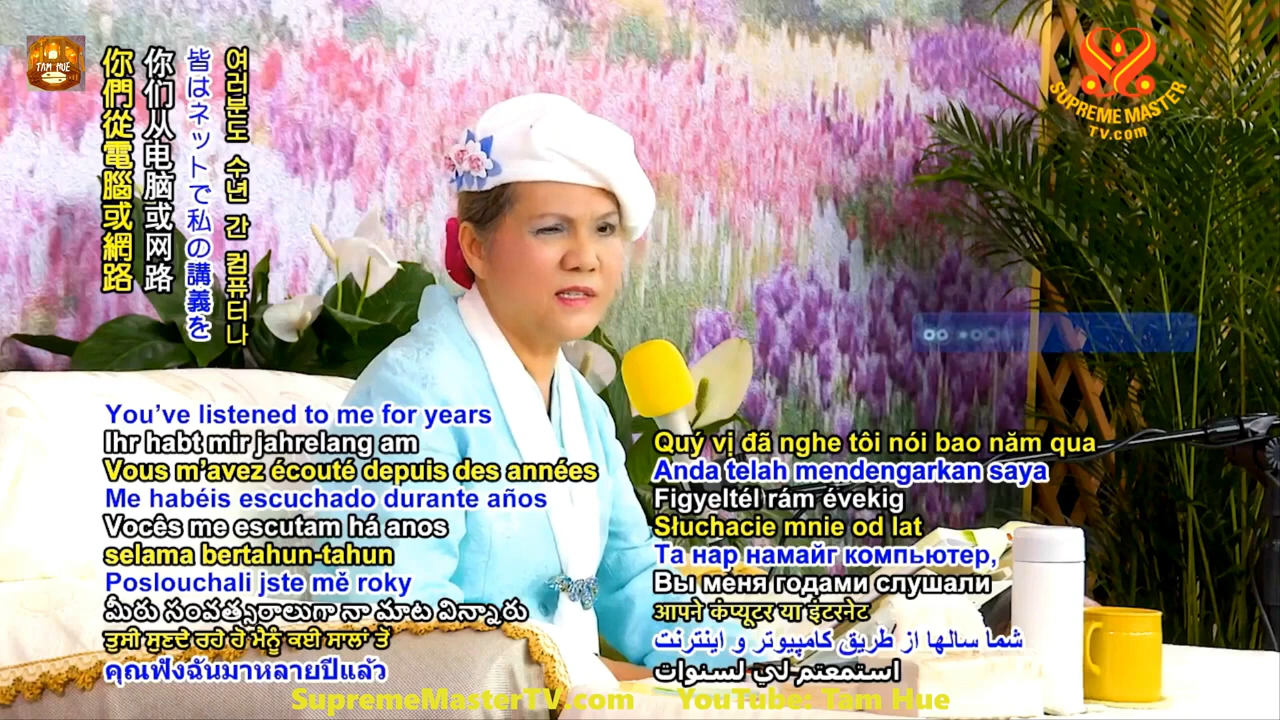 TAM HUE
你們從電腦或網路
你们从电脑或网路
皆はネットで私の講義を
여러분도 수년 간 컴퓨터나
SUPREME MASTER
TV.com
You've listened to me for years
Ihr habt mir jahrelang am
Vous m'avez écouté depuis des années
Me habéis escuchado durante años
Vocês me escutam há anos
selama bertahun-tahun
Poslouchali jste mě roky
మీరు సంవత్సరాలుగా నా మాట విన్నారు
ਤੁਸੀ ਸੁਣਦੇ ਰਹੇ ਹੋ ਮੈਨੂੰ ਕਈ ਸਾਲਾਂ ਤੋਂ
คุณฟังฉันมาหลายปีแล้ว
Quý vị đã nghe tôi nói bao năm qua
Anda telah mendengarkan saya
Figyeltél rám évekig
Słuchacie mnie od lat
Та нар намайг компьютер,
Вы меня годами слушали
आपने कंप्यूटर या इंटरनेट
شما سالها از طریق کامپیوتر و اینترنت
استمعتم لي لسنوات
SupremeMasterTV.com YouTube: Tam Hue